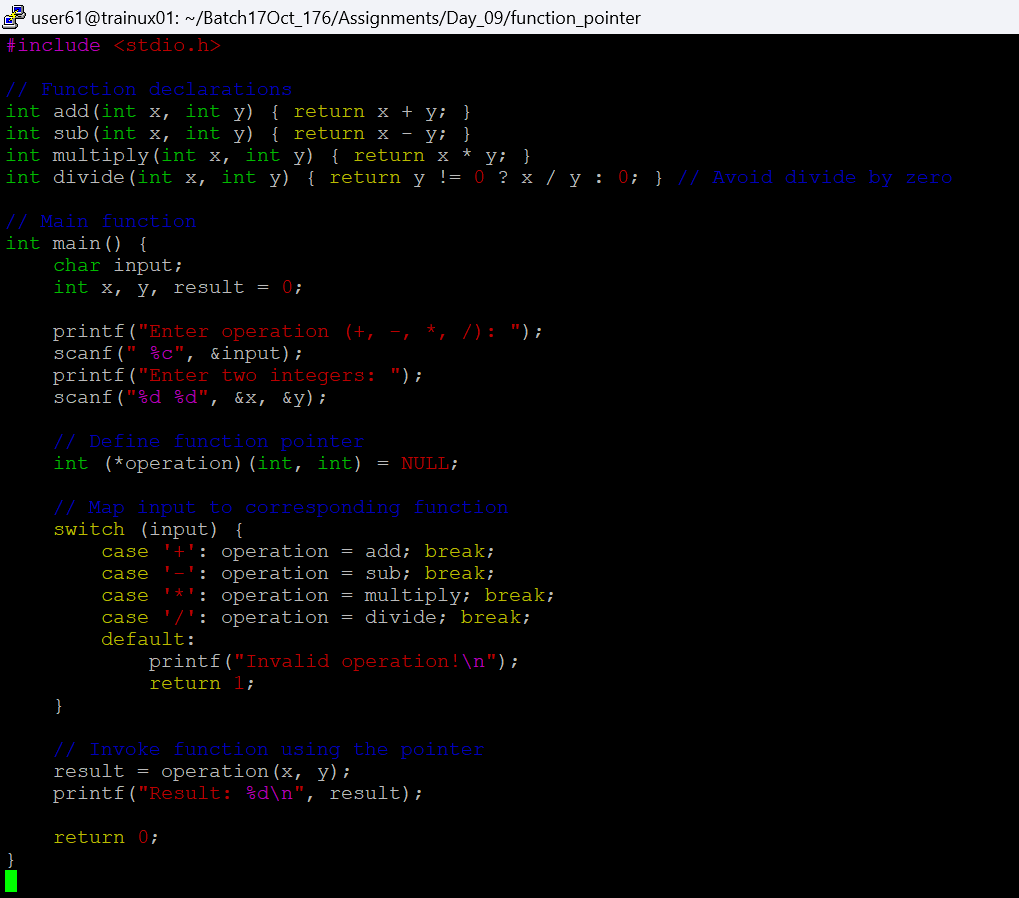 user61@trainux01: ~/Batch17Oct_176/Assignments/Day_09/function_pointer
#include <stdio.h>

// Function declarations
int add(int x, int y) { return x + y; }
int sub(int x, int y) { return x - y; }
int multiply(int x, int y) { return x * y; }
int divide(int x, int y) { return y != 0 ? x / y : 0; } // Avoid divide by zero

// Main function
int main() {
    char input;
    int x, y, result = 0;

    printf("Enter operation (+, -, *, /): ");
    scanf(" %c", &input);
    printf("Enter two integers: ");
    scanf("%d %d", &x, &y);

    // Define function pointer
    int (*operation)(int, int) = NULL;

    // Map input to corresponding function
    switch (input) {
        case '+': operation = add; break;
        case '-': operation = sub; break;
        case '*': operation = multiply; break;
        case '/': operation = divide; break;
        default:
            printf("Invalid operation!\n");
            return 1;
    }

    // Invoke function using the pointer
    result = operation(x, y);
    printf("Result: %d\n", result);

    return 0;
}